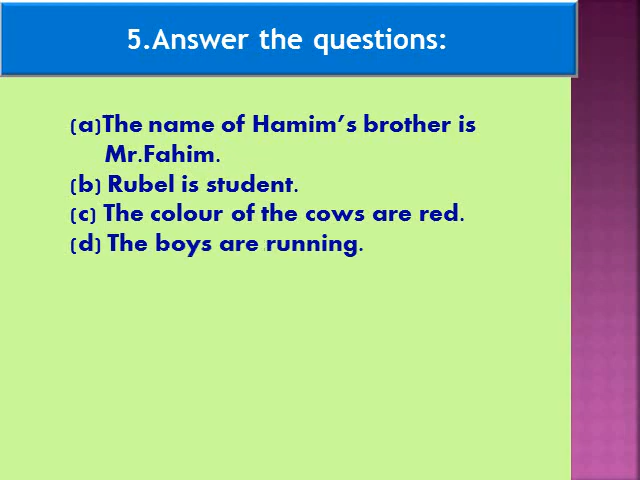 5.Answer the questions:
(a)The name of Hamim's brother is
Mr.Fahim.
(b) Rubel is student.
(c) The colour of the cows are red.
(d) The boys are running.